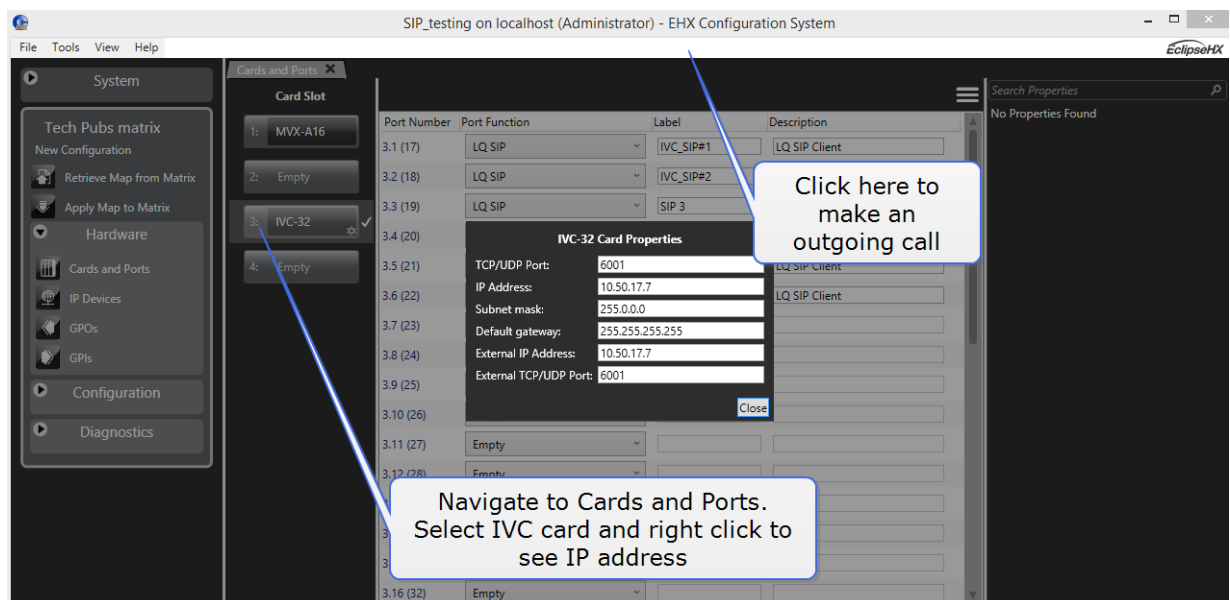 SIP_testing on localhost (Administrator) - EHX Configuration System
File Tools View Help
EclipseHX
System
Tech Pubs matrix
New Configuration
Retrieve Map from Matrix
Apply Map to Matrix
Hardware
Cards and Ports
IP Devices
GPOs
GPIs
Configuration
Diagnostics
Cards and Ports
Card Slot
1: MVX-A16
2: Empty
3: IVC-32
4: Empty
Port Number Port Function Label Description
3.1 (17) LQ SIP IVC_SIP#1 LQ SIP Client
3.2 (18) LQ SIP IVC_SIP#2
3.3 (19) LQ SIP SIP 3
3.4 (20)
3.5 (21) LQ SIP Client
3.6 (22) LQ SIP Client
3.7 (23)
3.8 (24)
3.9 (25)
3.10 (26)
3.11 (27) Empty
3.12 (28) Empty
3.16 (32) Empty
IVC-32 Card Properties
TCP/UDP Port: 6001
IP Address: 10.50.17.7
Subnet mask: 255.0.0.0
Default gateway: 255.255.255.255
External IP Address: 10.50.17.7
External TCP/UDP Port: 6001
Close
Click here to
make an
outgoing call
Navigate to Cards and Ports.
Select IVC card and right click to
see IP address
Search Properties
No Properties Found